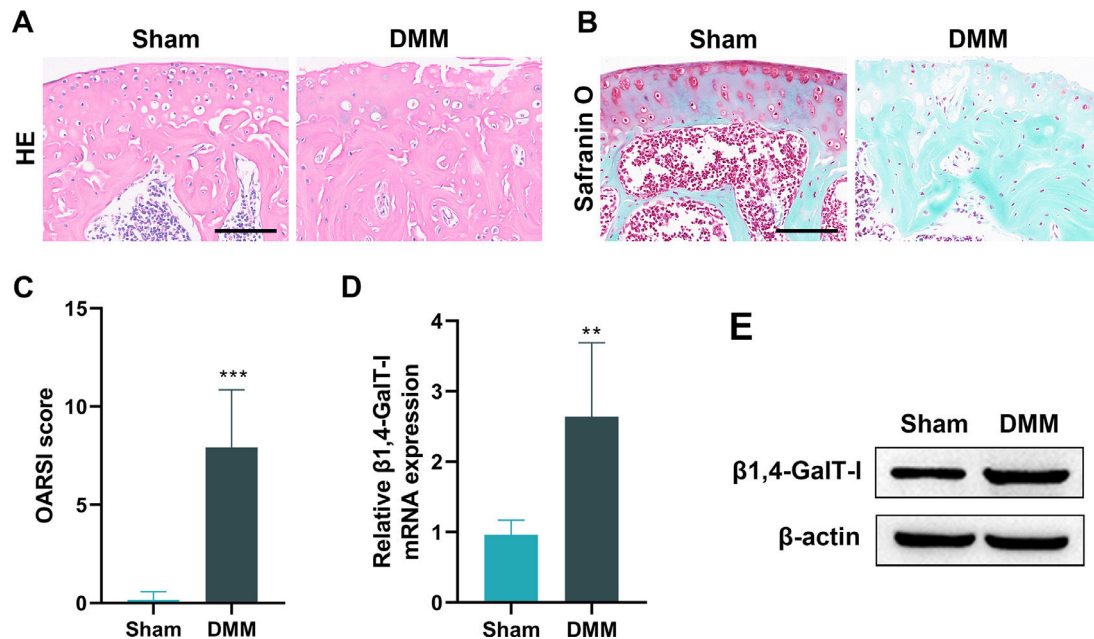 A
Sham
DMM
HE
B
Sham
DMM
Safranin O
C
OARSI score
15
10
5
0
***
Sham
DMM
D
Relative β1,4-GalT-I
mRNA expression
4
3
2
1
0
**
Sham
DMM
E
Sham
DMM
β1,4-GalT-I
β-actin